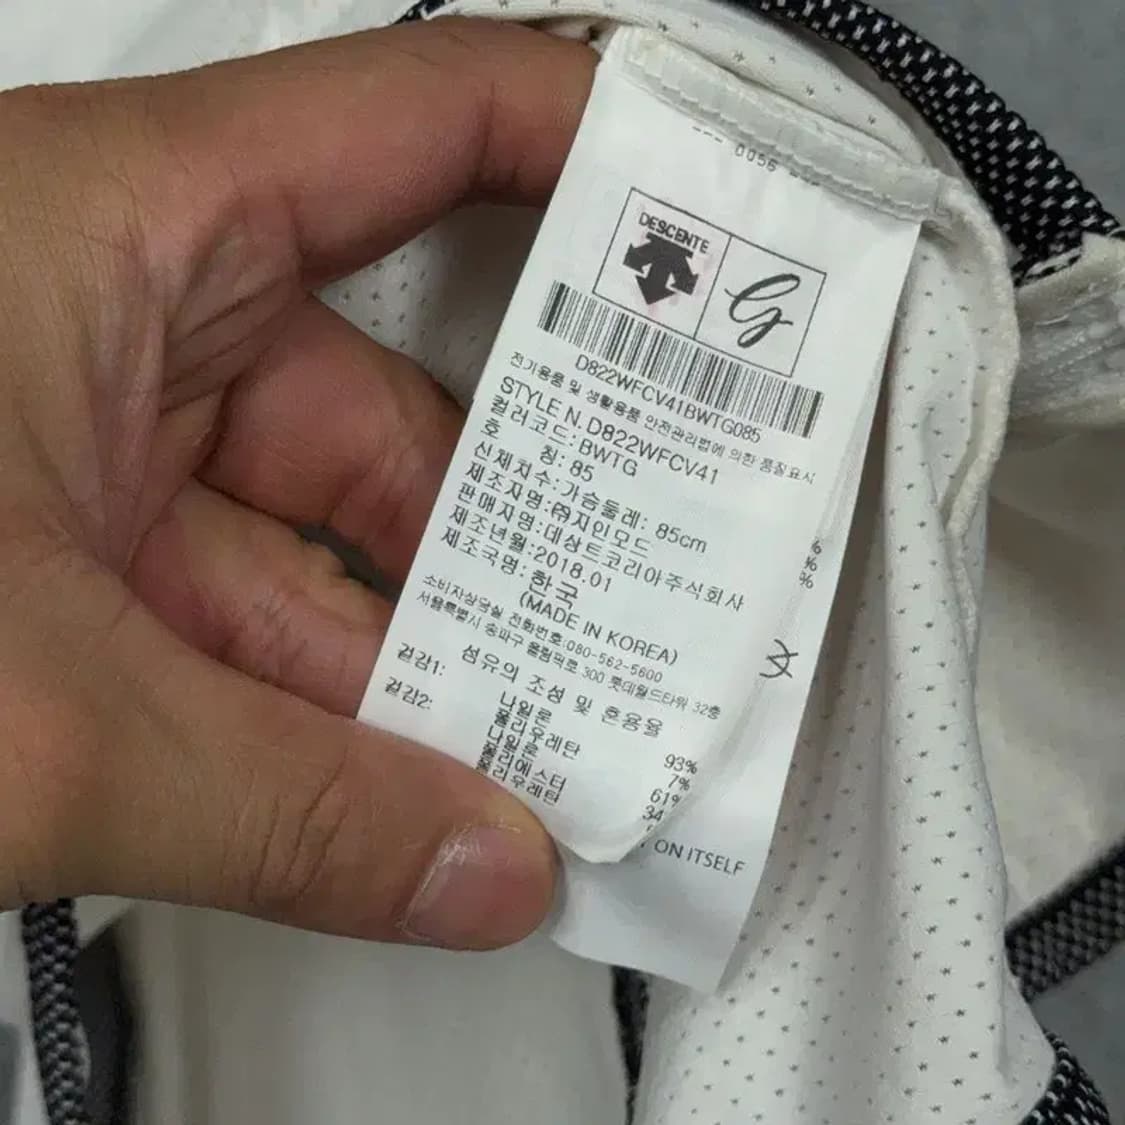 0056
DESCENTE
G
D822WFCV41BWTG085
전기용품 및 생활용품 안전관리법에 의한 품질표시
STYLE N. D822WFCV41
컬러코드: BWTG
호 칭: 85
신체치수: 가슴둘레: 85cm
제조자명: ㈜지인모드
판매자명: 데상트코리아주식회사
제조년월: 2018.01
제조국명: 한국
(MADE IN KOREA)
소비자상담실 전화번호: 080-562-5600
서울특별시 송파구 올림픽로 300 롯데월드타워 32층
섬유의 조성 및 혼용율
겉감1: 나일론 93%
폴리우레탄 7%
겉감2: 나일론 61%
폴리에스터 34
폴리우레탄
ON ITSELF